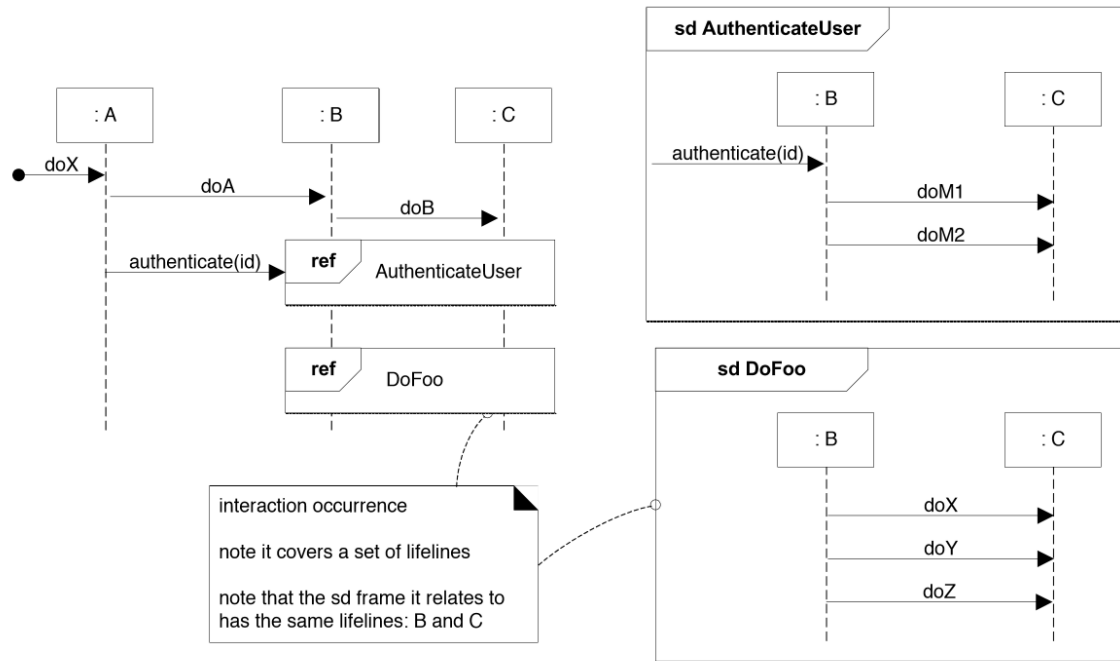 : A
: B
: C
doX
doA
doB
authenticate(id)
ref
AuthenticateUser
ref
DoFoo
interaction occurrence
note it covers a set of lifelines
note that the sd frame it relates to
has the same lifelines: B and C
sd AuthenticateUser
: B
: C
authenticate(id)
doM1
doM2
sd DoFoo
: B
: C
doX
doY
doZ